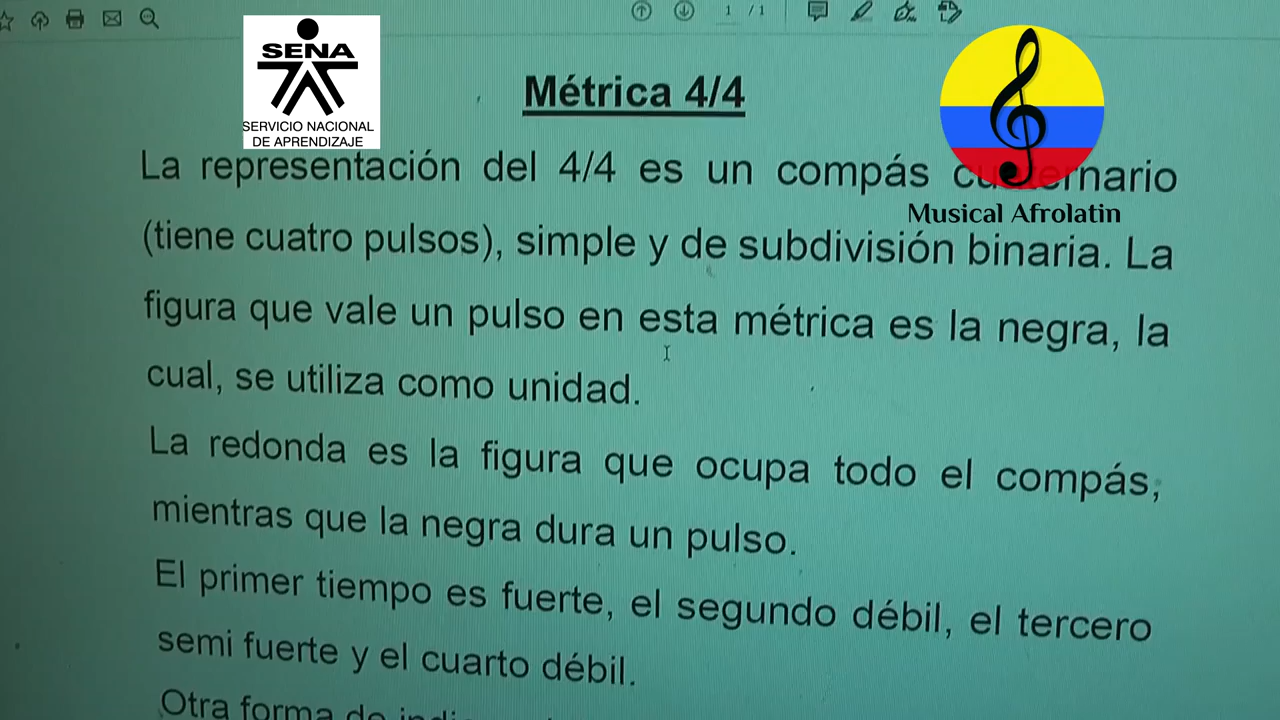 1 / 1
SENA
SERVICIO NACIONAL
DE APRENDIZAJE
Musical Afrolatin
Métrica 4/4
La representación del 4/4 es un compás cuaternario
(tiene cuatro pulsos), simple y de subdivisión binaria. La
figura que vale un pulso en esta métrica es la negra, la
cual, se utiliza como unidad.
La redonda es la figura que ocupa todo el compás,
mientras que la negra dura un pulso.
El primer tiempo es fuerte, el segundo débil, el tercero
semi fuerte y el cuarto débil.
Otra forma de